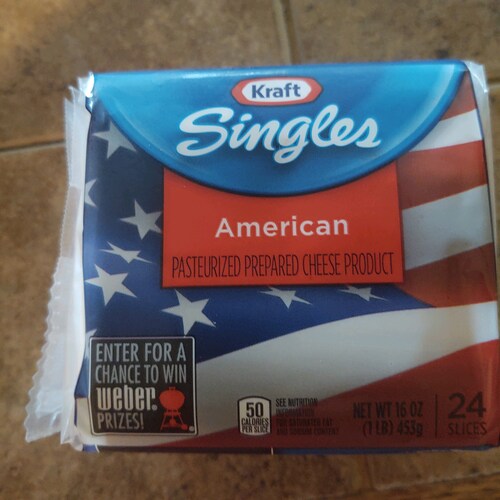 Kraft
Singles
American
PASTEURIZED PREPARED CHEESE PRODUCT
ENTER FOR A
CHANCE TO WIN
weber
PRIZES!
50
CALORIES
PER SLICE
SEE NUTRITION
NET WT 16 OZ
(1 LB) 453g
24
SLICES